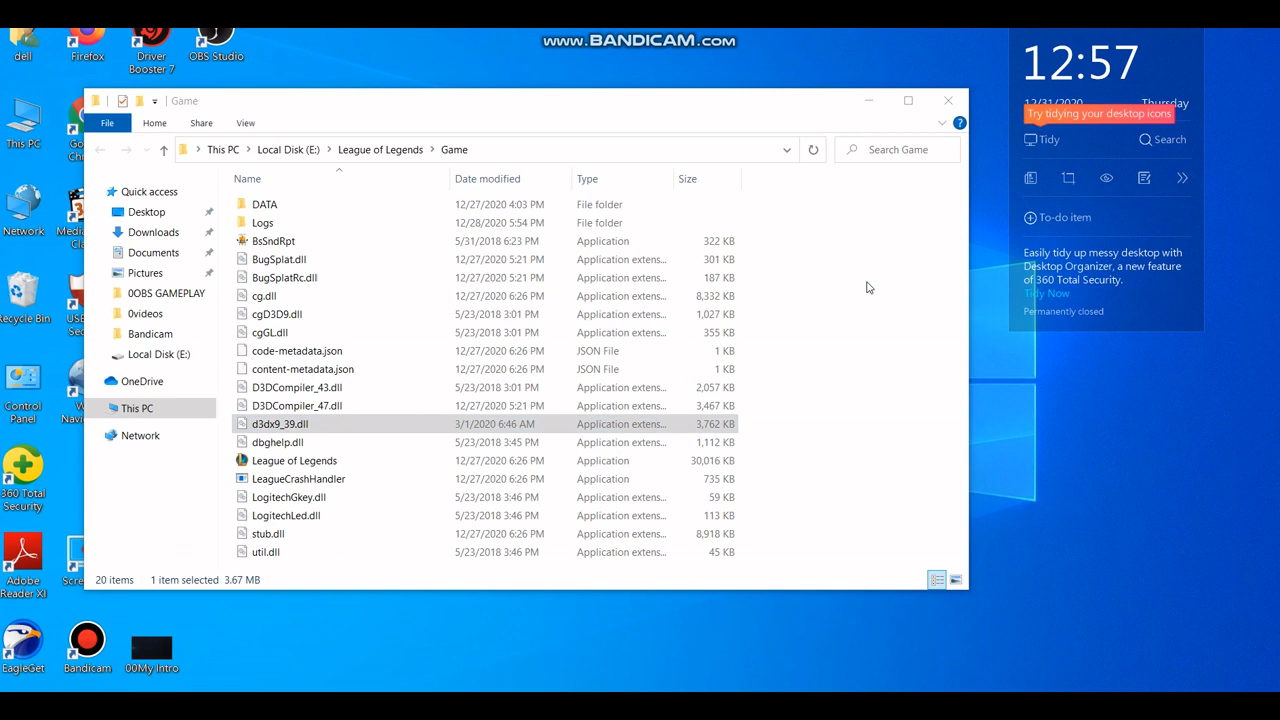 www.BANDICAM.com
dell
Firefox
Driver
Booster 7
OBS Studio
12:57
12/31/2020 Thursday
Try tidying your desktop icons
Tidy
Search
To-do item
Easily tidy up messy desktop with
Desktop Organizer, a new feature
of 360 Total Security.
Tidy Now
Permanently closed
This PC
Network
Recycle Bin
Control
Panel
360 Total
Security
Adobe
Reader XI
EagleGet
Bandicam
00My Intro
Game
File Home Share View
This PC > Local Disk (E:) > League of Legends > Game
Search Game
Quick access
Desktop
Downloads
Documents
Pictures
0OBS GAMEPLAY
0videos
Bandicam
Local Disk (E:)
OneDrive
This PC
Network
Name Date modified Type Size
DATA 12/27/2020 4:03 PM File folder
Logs 12/28/2020 5:54 PM File folder
BsSndRpt 5/31/2018 6:23 PM Application 322 KB
BugSplat.dll 12/27/2020 5:21 PM Application extens... 301 KB
BugSplatRc.dll 12/27/2020 5:21 PM Application extens... 187 KB
cg.dll 12/27/2020 6:26 PM Application extens... 8,332 KB
cgD3D9.dll 5/23/2018 3:01 PM Application extens... 1,027 KB
cgGL.dll 5/23/2018 3:01 PM Application extens... 355 KB
code-metadata.json 12/27/2020 6:26 PM JSON File 1 KB
content-metadata.json 12/27/2020 6:26 PM JSON File 1 KB
D3DCompiler_43.dll 5/23/2018 3:01 PM Application extens... 2,057 KB
D3DCompiler_47.dll 12/27/2020 5:21 PM Application extens... 3,467 KB
d3dx9_39.dll 3/1/2020 6:46 AM Application extens... 3,762 KB
dbghelp.dll 5/23/2018 3:45 PM Application extens... 1,112 KB
League of Legends 12/27/2020 6:26 PM Application 30,016 KB
LeagueCrashHandler 12/27/2020 6:26 PM Application 735 KB
LogitechGkey.dll 5/23/2018 3:46 PM Application extens... 59 KB
LogitechLed.dll 5/23/2018 3:46 PM Application extens... 113 KB
stub.dll 12/27/2020 6:26 PM Application extens... 8,918 KB
util.dll 5/23/2018 3:46 PM Application extens... 45 KB
20 items 1 item selected 3.67 MB